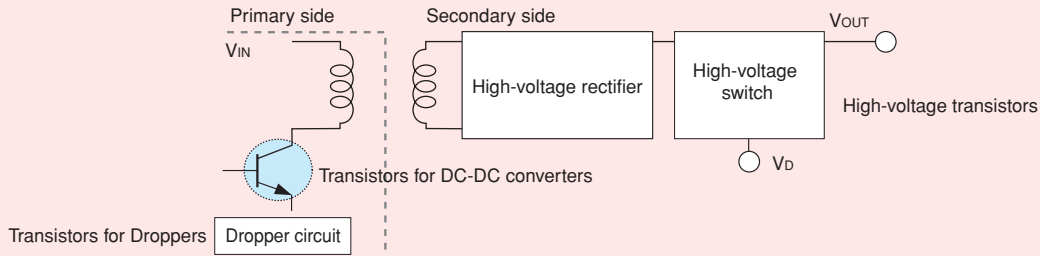 Primary side
Secondary side
VIN
VOUT
High-voltage rectifier
High-voltage
switch
High-voltage transistors
VD
Transistors for DC-DC converters
Transistors for Droppers
Dropper circuit